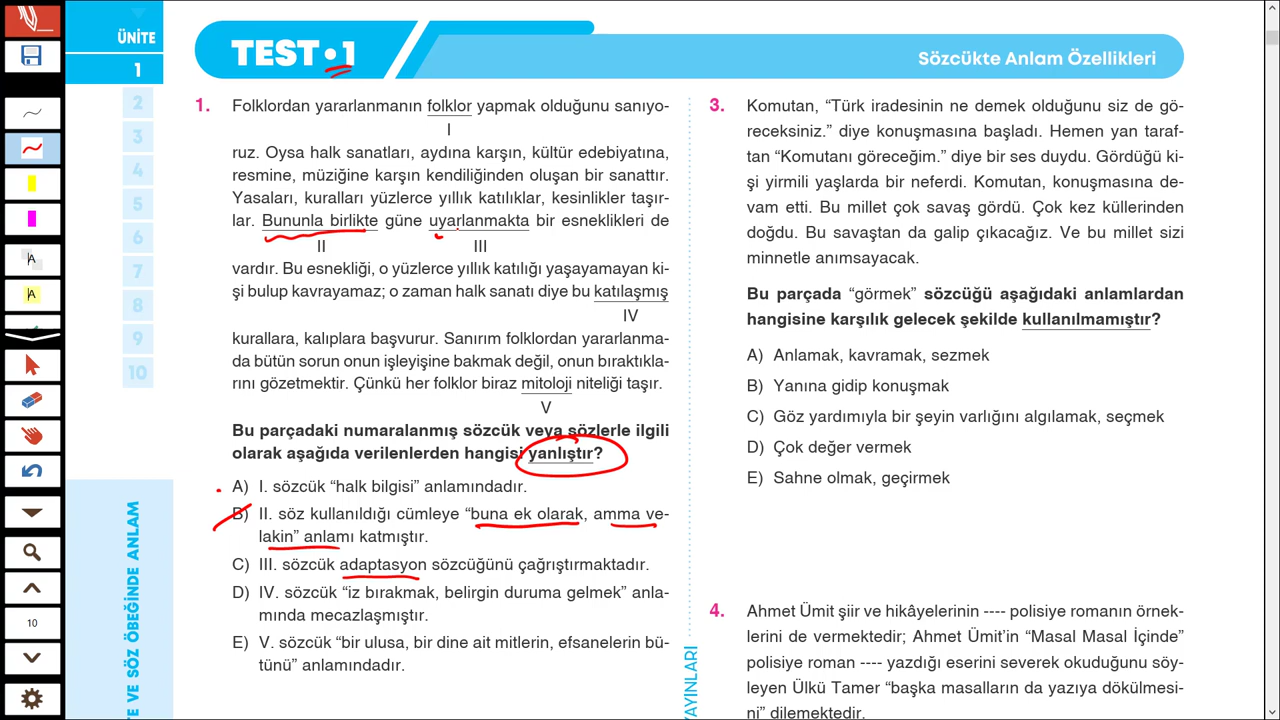 ÜNİTE
1
2
3
4
5
6
7
8
9
10
TEST•1
Sözcükte Anlam Özellikleri
1. Folklordan yararlanmanın folklor yapmak olduğunu sanıyo-
I
ruz. Oysa halk sanatları, aydına karşın, kültür edebiyatına,
resmine, müziğine karşın kendiliğinden oluşan bir sanattır.
Yasaları, kuralları yüzlerce yıllık katılıklar, kesinlikler taşır-
lar. Bununla birlikte güne uyarlanmakta bir esneklikleri de
II III
vardır. Bu esnekliği, o yüzlerce yıllık katılığı yaşayamayan ki-
şi bulup kavrayamaz; o zaman halk sanatı diye bu katılaşmış
IV
kurallara, kalıplara başvurur. Sanırım folklordan yararlanma-
da bütün sorun onun işleyişine bakmak değil, onun bıraktıkla-
rını gözetmektir. Çünkü her folklor biraz mitoloji niteliği taşır.
V
Bu parçadaki numaralanmış sözcük veya sözlerle ilgili
olarak aşağıda verilenlerden hangisi yanlıştır?
A) I. sözcük “halk bilgisi” anlamındadır.
B) II. söz kullanıldığı cümleye “buna ek olarak, amma ve-
lakin” anlamı katmıştır.
C) III. sözcük adaptasyon sözcüğünü çağrıştırmaktadır.
D) IV. sözcük “iz bırakmak, belirgin duruma gelmek” anla-
mında mecazlaşmıştır.
E) V. sözcük “bir ulusa, bir dine ait mitlerin, efsanelerin bü-
tünü” anlamındadır.
3. Komutan, “Türk iradesinin ne demek olduğunu siz de gö-
receksiniz.” diye konuşmasına başladı. Hemen yan taraf-
tan “Komutanı göreceğim.” diye bir ses duydu. Gördüğü ki-
şi yirmili yaşlarda bir neferdi. Komutan, konuşmasına de-
vam etti. Bu millet çok savaş gördü. Çok kez küllerinden
doğdu. Bu savaştan da galip çıkacağız. Ve bu millet sizi
minnetle anımsayacak.
Bu parçada “görmek” sözcüğü aşağıdaki anlamlardan
hangisine karşılık gelecek şekilde kullanılmamıştır?
A) Anlamak, kavramak, sezmek
B) Yanına gidip konuşmak
C) Göz yardımıyla bir şeyin varlığını algılamak, seçmek
D) Çok değer vermek
E) Sahne olmak, geçirmek
4. Ahmet Ümit şiir ve hikâyelerinin ---- polisiye romanın örnek-
lerini de vermektedir; Ahmet Ümit’in “Masal Masal İçinde”
polisiye roman ---- yazdığı eserini severek okuduğunu söy-
leyen Ülkü Tamer “başka masalların da yazıya dökülmesi-
ni” dilemektedir.
TE VE SÖZ ÖBEĞİNDE ANLAM
YAYINLARI
A
A
10